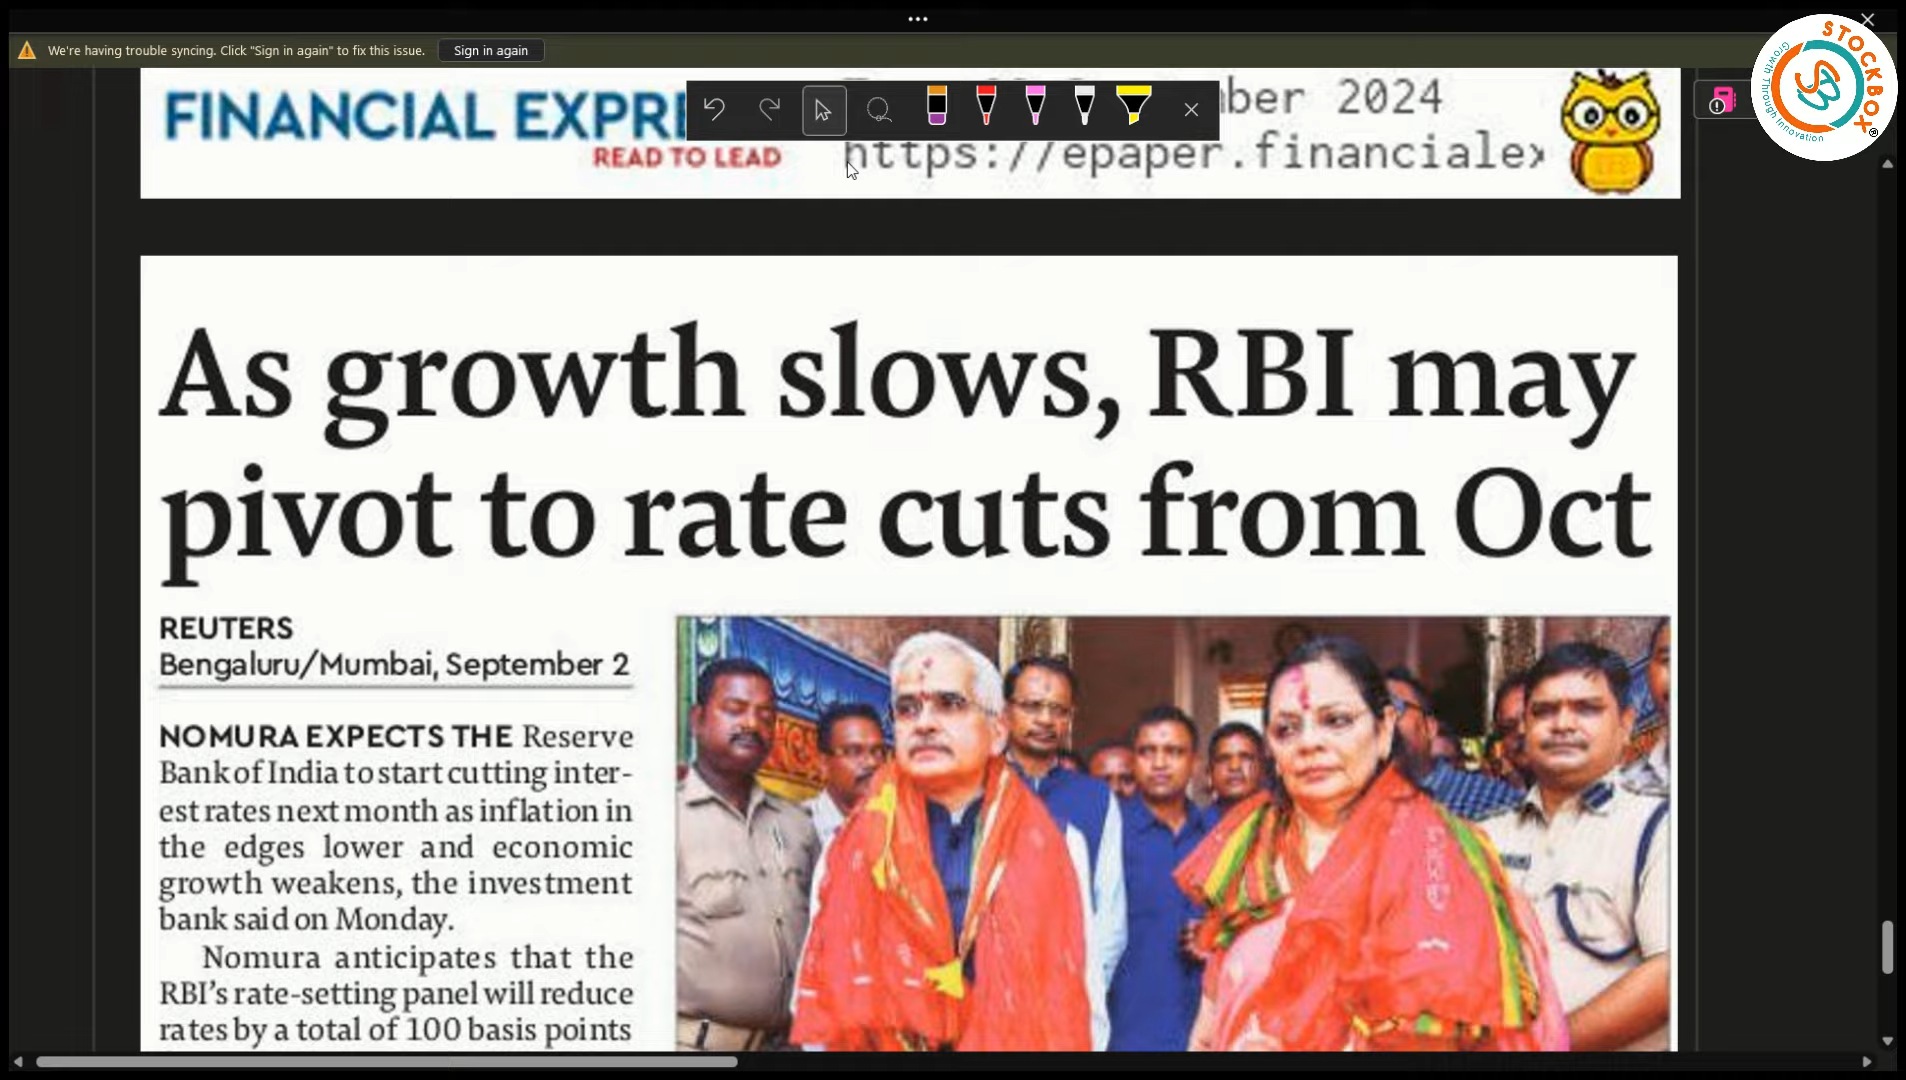 We're having trouble syncing. Click "Sign in again" to fix this issue.
Sign in again
STOCKBOX
Growth Through Innovation
®
FINANCIAL
READ TO LEAD
2024
https://epaper.financialex
As growth slows, RBI may
pivot to rate cuts from Oct
REUTERS
Bengaluru/Mumbai, September 2
NOMURA EXPECTS THE Reserve
Bank of India to start cutting inter-
est rates next month as inflation in
the edges lower and economic
growth weakens, the investment
bank said on Monday.
Nomura anticipates that the
RBI's rate-setting panel will reduce
rates by a total of 100 basis points